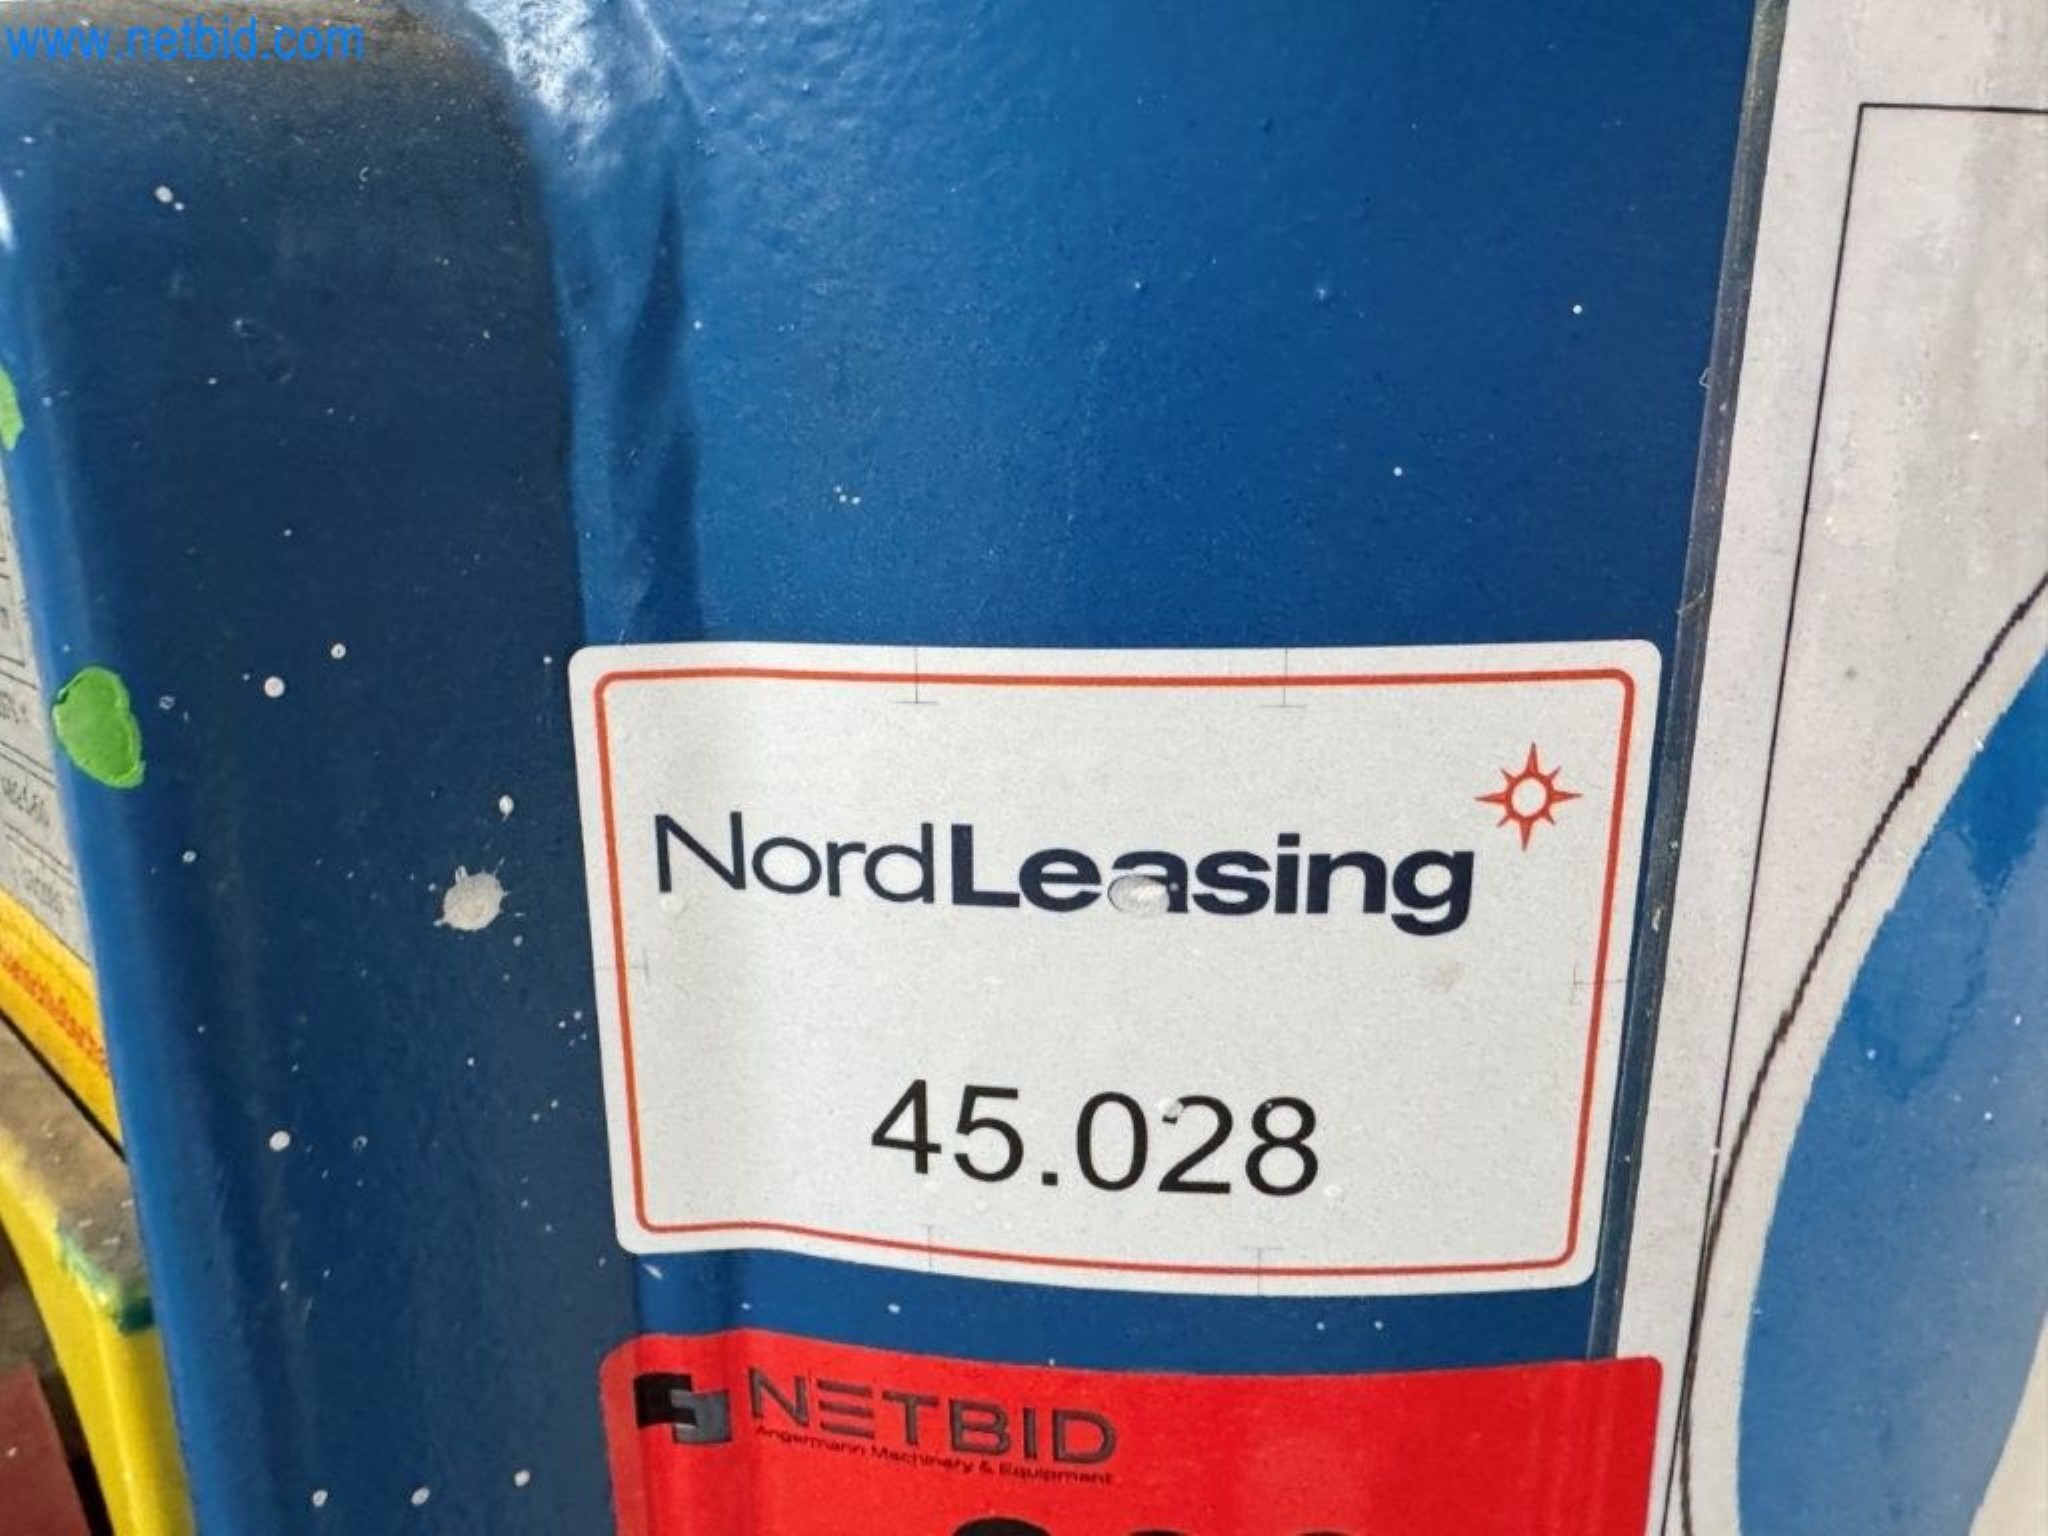 www.netbid.com
NordLeasing
45.028
NETBID
Angermann Machinery & Equipment